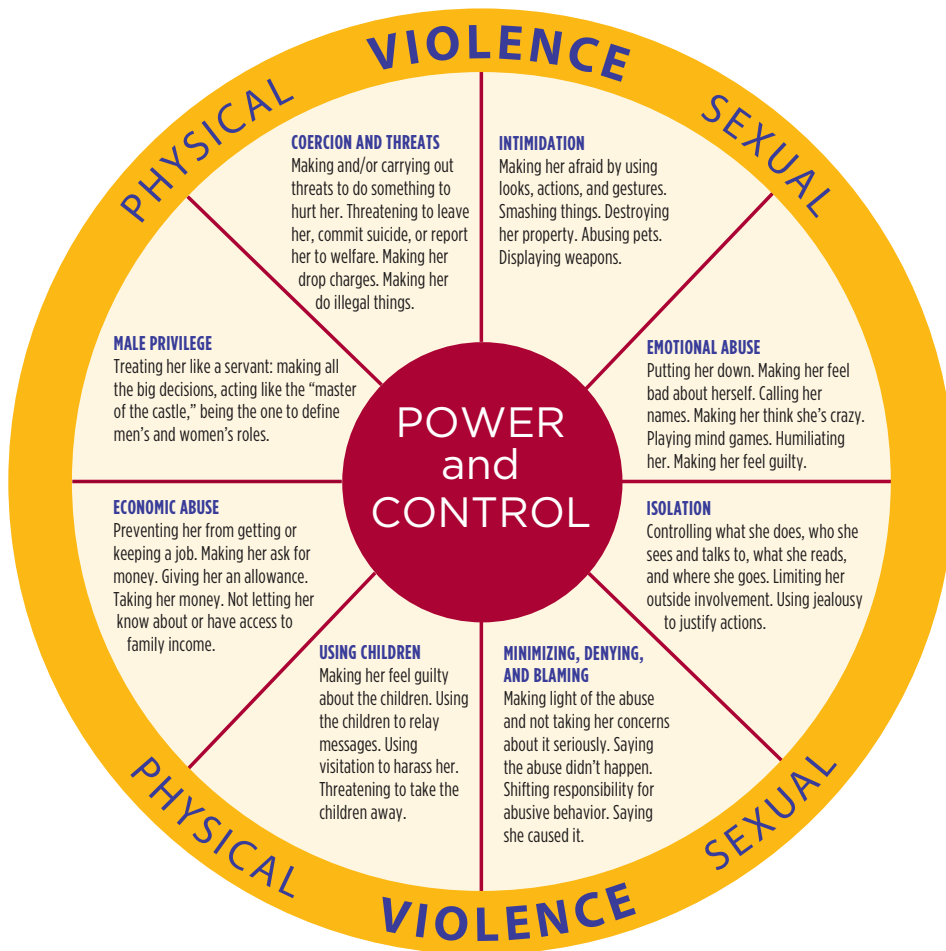 PHYSICAL VIOLENCE SEXUAL
COERCION AND THREATS
Making and/or carrying out
threats to do something to
hurt her. Threatening to leave
her, commit suicide, or report
her to welfare. Making her
drop charges. Making her
do illegal things.
INTIMIDATION
Making her afraid by using
looks, actions, and gestures.
Smashing things. Destroying
her property. Abusing pets.
Displaying weapons.
MALE PRIVILEGE
Treating her like a servant: making all
the big decisions, acting like the “master
of the castle,” being the one to define
men’s and women’s roles.
EMOTIONAL ABUSE
Putting her down. Making her feel
bad about herself. Calling her
names. Making her think she’s crazy.
Playing mind games. Humiliating
her. Making her feel guilty.
POWER
and
CONTROL
ECONOMIC ABUSE
Preventing her from getting or
keeping a job. Making her ask for
money. Giving her an allowance.
Taking her money. Not letting her
know about or have access to
family income.
ISOLATION
Controlling what she does, who she
sees and talks to, what she reads,
and where she goes. Limiting her
outside involvement. Using jealousy
to justify actions.
USING CHILDREN
Making her feel guilty
about the children. Using
the children to relay
messages. Using
visitation to harass her.
Threatening to take the
children away.
MINIMIZING, DENYING,
AND BLAMING
Making light of the abuse
and not taking her concerns
about it seriously. Saying
the abuse didn’t happen.
Shifting responsibility for
abusive behavior. Saying
she caused it.
PHYSICAL VIOLENCE SEXUAL